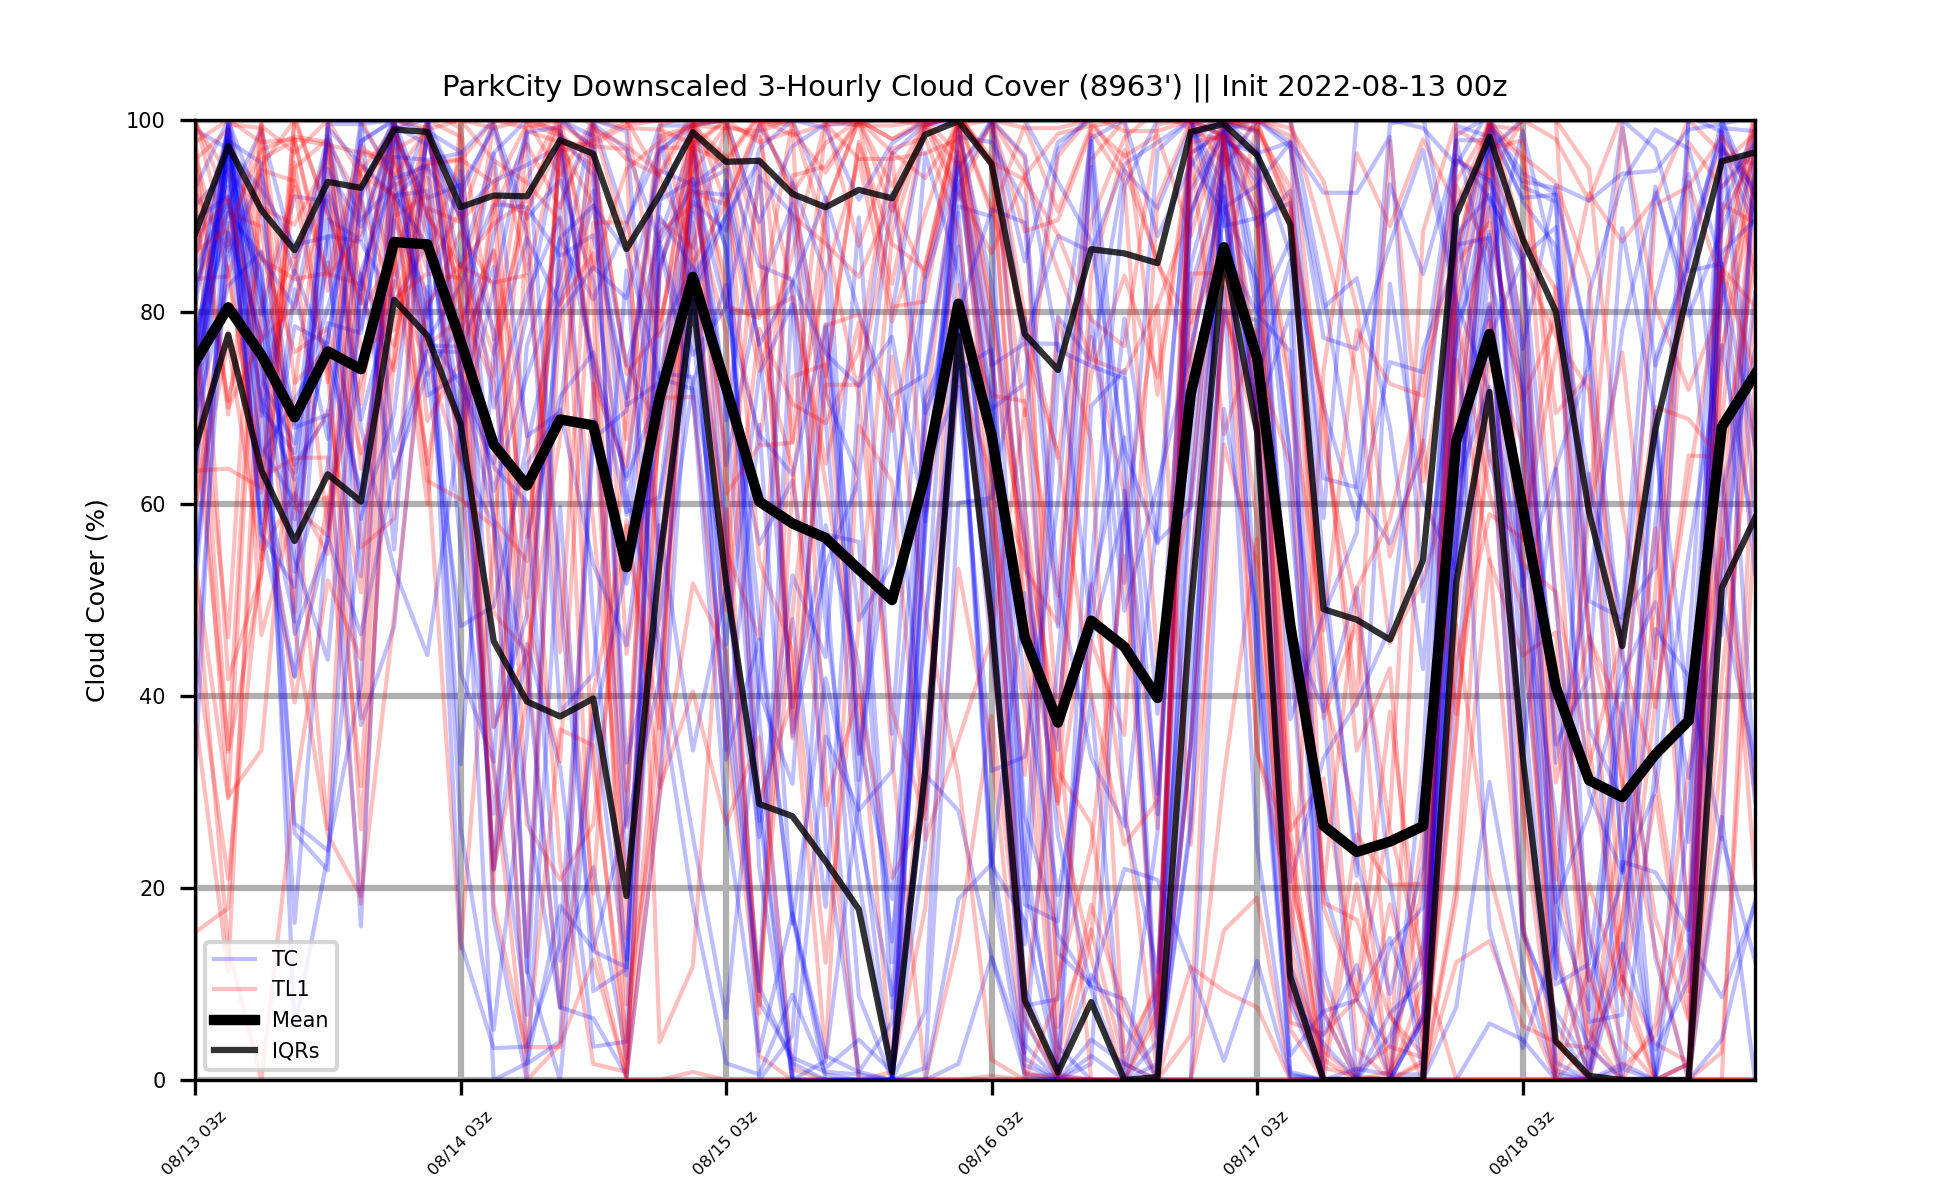 ParkCity Downscaled 3-Hourly Cloud Cover (8963') || Init 2022-08-13 00z
100
80
60
40
20
0
Cloud Cover (%)
TC
TL1
Mean
IQRs
08/13 03z
08/14 03z
08/15 03z
08/16 03z
08/17 03z
08/18 03z